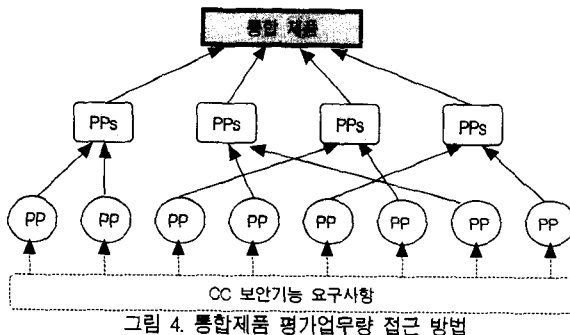 통합 제품
PPs PPs PPs PPs
PP PP PP PP PP PP PP PP
CC 보안기능 요구사항
그림 4. 통합제품 평가업무량 접근 방법